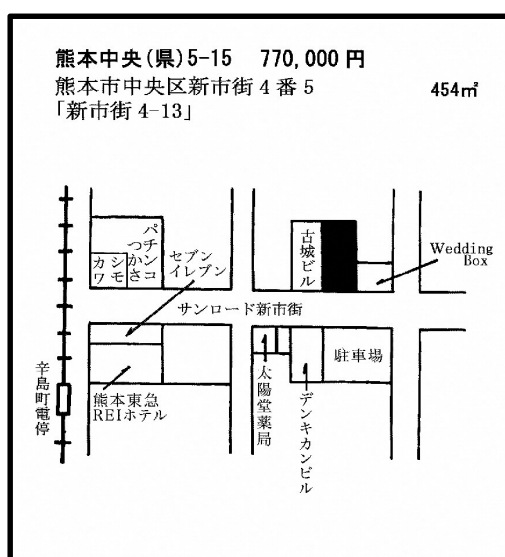 熊本中央(県)5-15 770,000 円
熊本市中央区新市街4番5 454㎡
「新市街 4-13」
パチンコ
つかさ
シモ
カワ
セブン
イレブン
古城ビル
Wedding
Box
サンロード新市街
辛島町電停
熊本東急
REIホテル
太陽堂薬局
デンキカンビル
駐車場